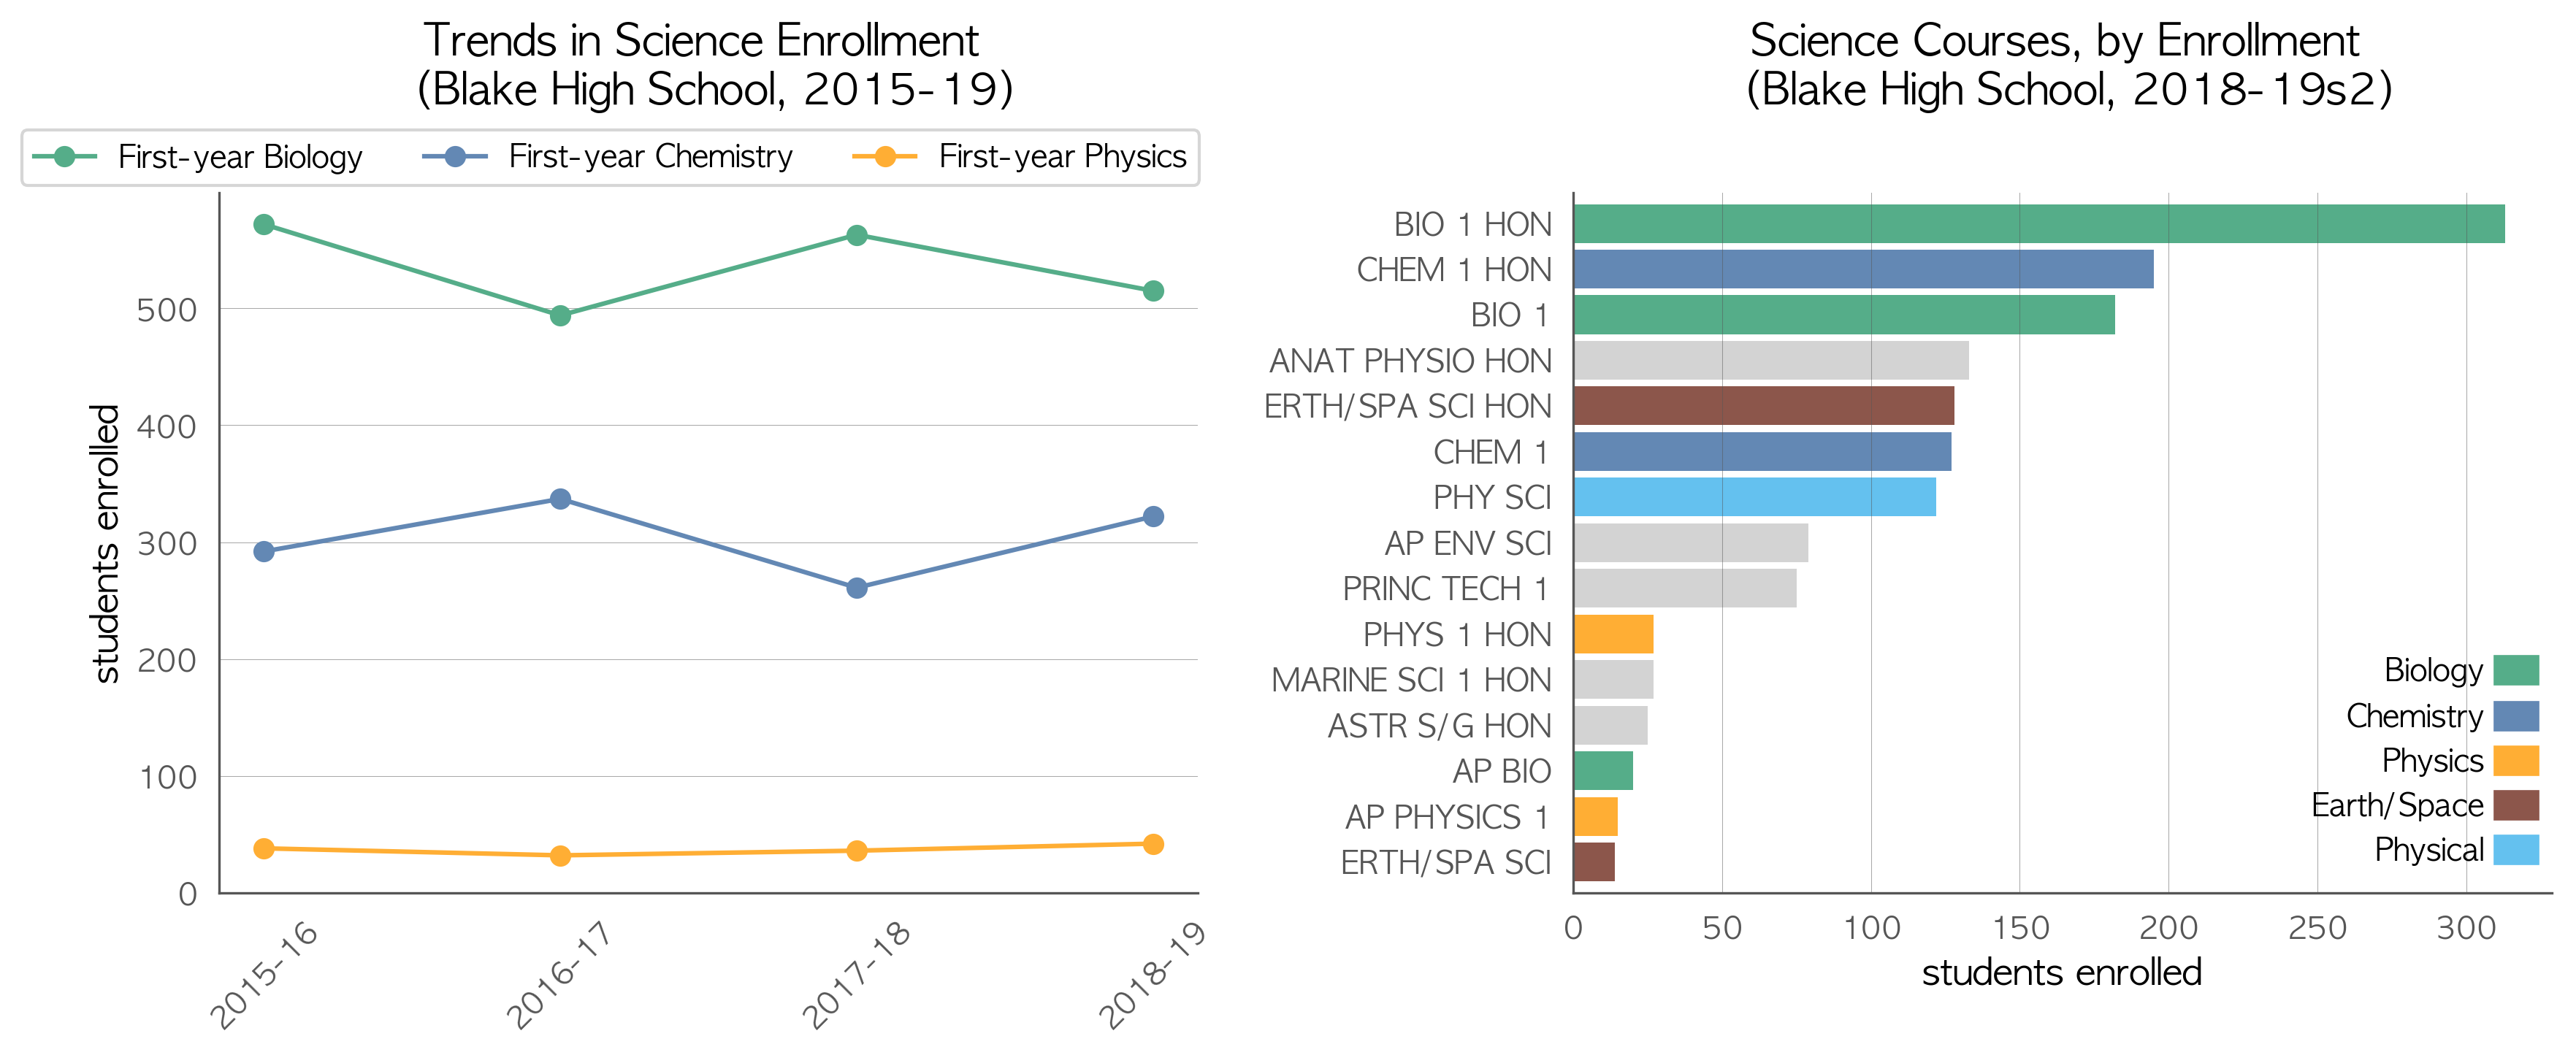 Trends in Science Enrollment
(Blake High School, 2015-19)
First-year Biology
First-year Chemistry
First-year Physics
students enrolled
500
400
300
200
100
0
2015-16
2016-17
2017-18
2018-19
Science Courses, by Enrollment
(Blake High School, 2018-19s2)
BIO 1 HON
CHEM 1 HON
BIO 1
ANAT PHYSIO HON
ERTH/SPA SCI HON
CHEM 1
PHY SCI
AP ENV SCI
PRINC TECH 1
PHYS 1 HON
MARINE SCI 1 HON
ASTR S/G HON
AP BIO
AP PHYSICS 1
ERTH/SPA SCI
Biology
Chemistry
Physics
Earth/Space
Physical
0 50 100 150 200 250 300
students enrolled